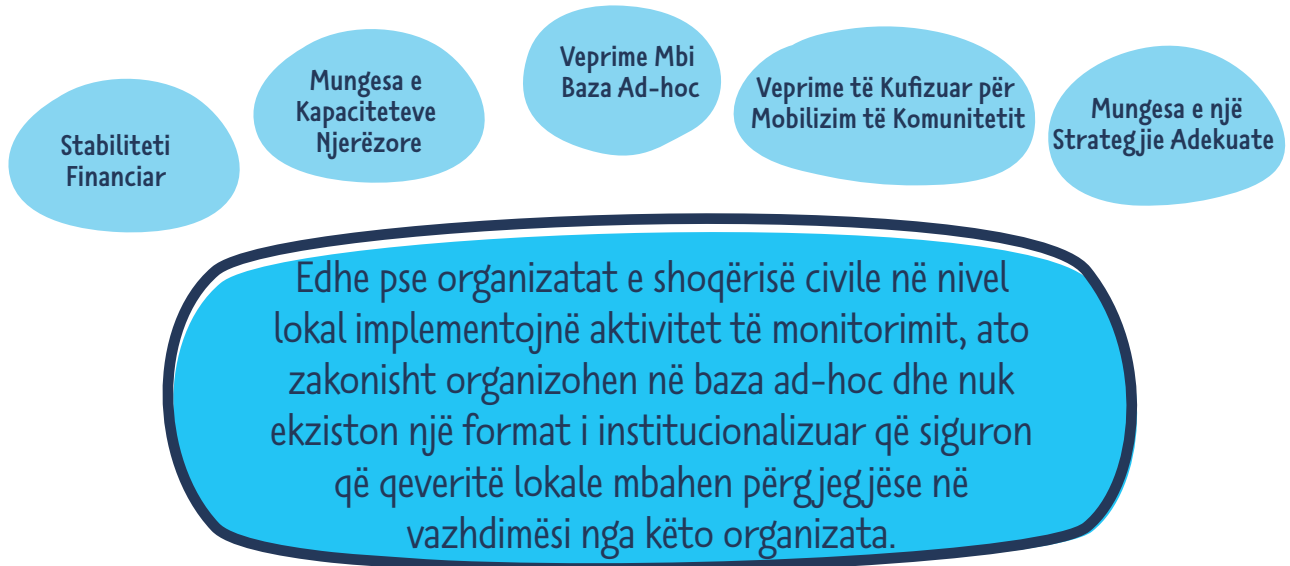 Stabiliteti
Financiar
Mungesa e
Kapaciteteve
Njerëzore
Veprime Mbi
Baza Ad-hoc
Veprime të Kufizuar për
Mobilizim të Komunitetit
Mungesa e një
Strategjie Adekuate
Edhe pse organizatat e shoqërisë civile në nivel
lokal implementojnë aktivitet të monitorimit, ato
zakonisht organizohen në baza ad-hoc dhe nuk
ekziston një format i institucionalizuar që siguron
që qeveritë lokale mbahen përgjegjëse në
vazhdimësi nga këto organizata.